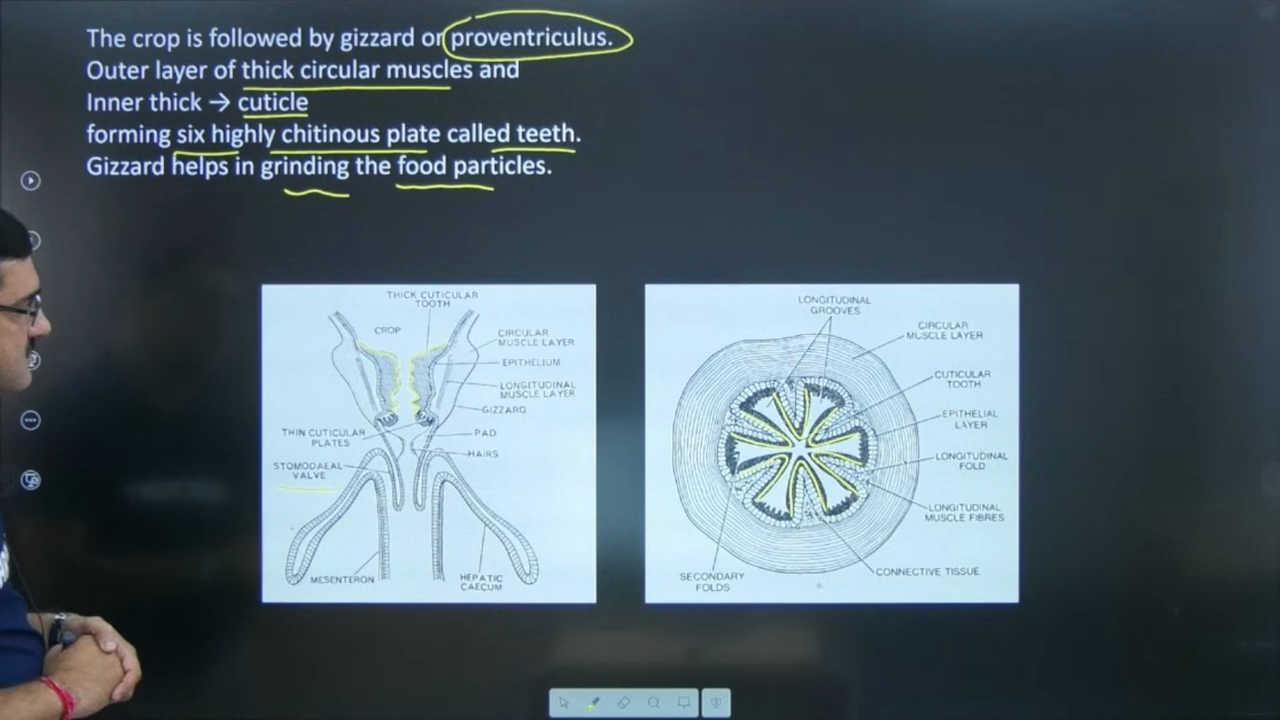 The crop is followed by gizzard or proventriculus.
Outer layer of thick circular muscles and
Inner thick → cuticle
forming six highly chitinous plate called teeth.
Gizzard helps in grinding the food particles.
THICK CUTICULAR
TOOTH
CROP
CIRCULAR
MUSCLE LAYER
EPITHELIUM
LONGITUDINAL
MUSCLE LAYER
GIZZARD
THIN CUTICULAR
PLATES
PAD
HAIRS
STOMODAEAL
VALVE
MESENTERON
HEPATIC
CAECUM
LONGITUDINAL
GROOVES
CIRCULAR
MUSCLE LAYER
CUTICULAR
TOOTH
EPITHELIAL
LAYER
LONGITUDINAL
FOLD
LONGITUDINAL
MUSCLE FIBRES
CONNECTIVE TISSUE
SECONDARY
FOLDS